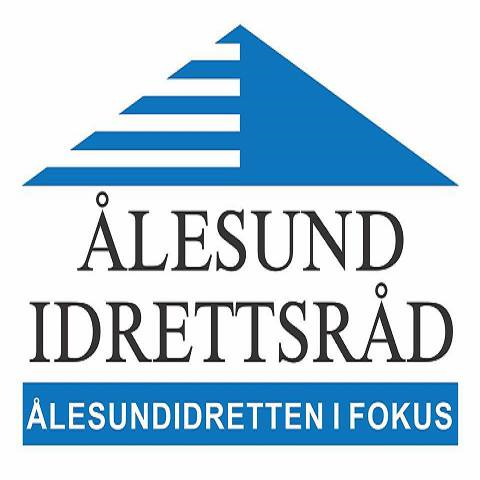 ÅLESUND
IDRETTSRÅD
ÅLESUNDIDRETTEN I FOKUS